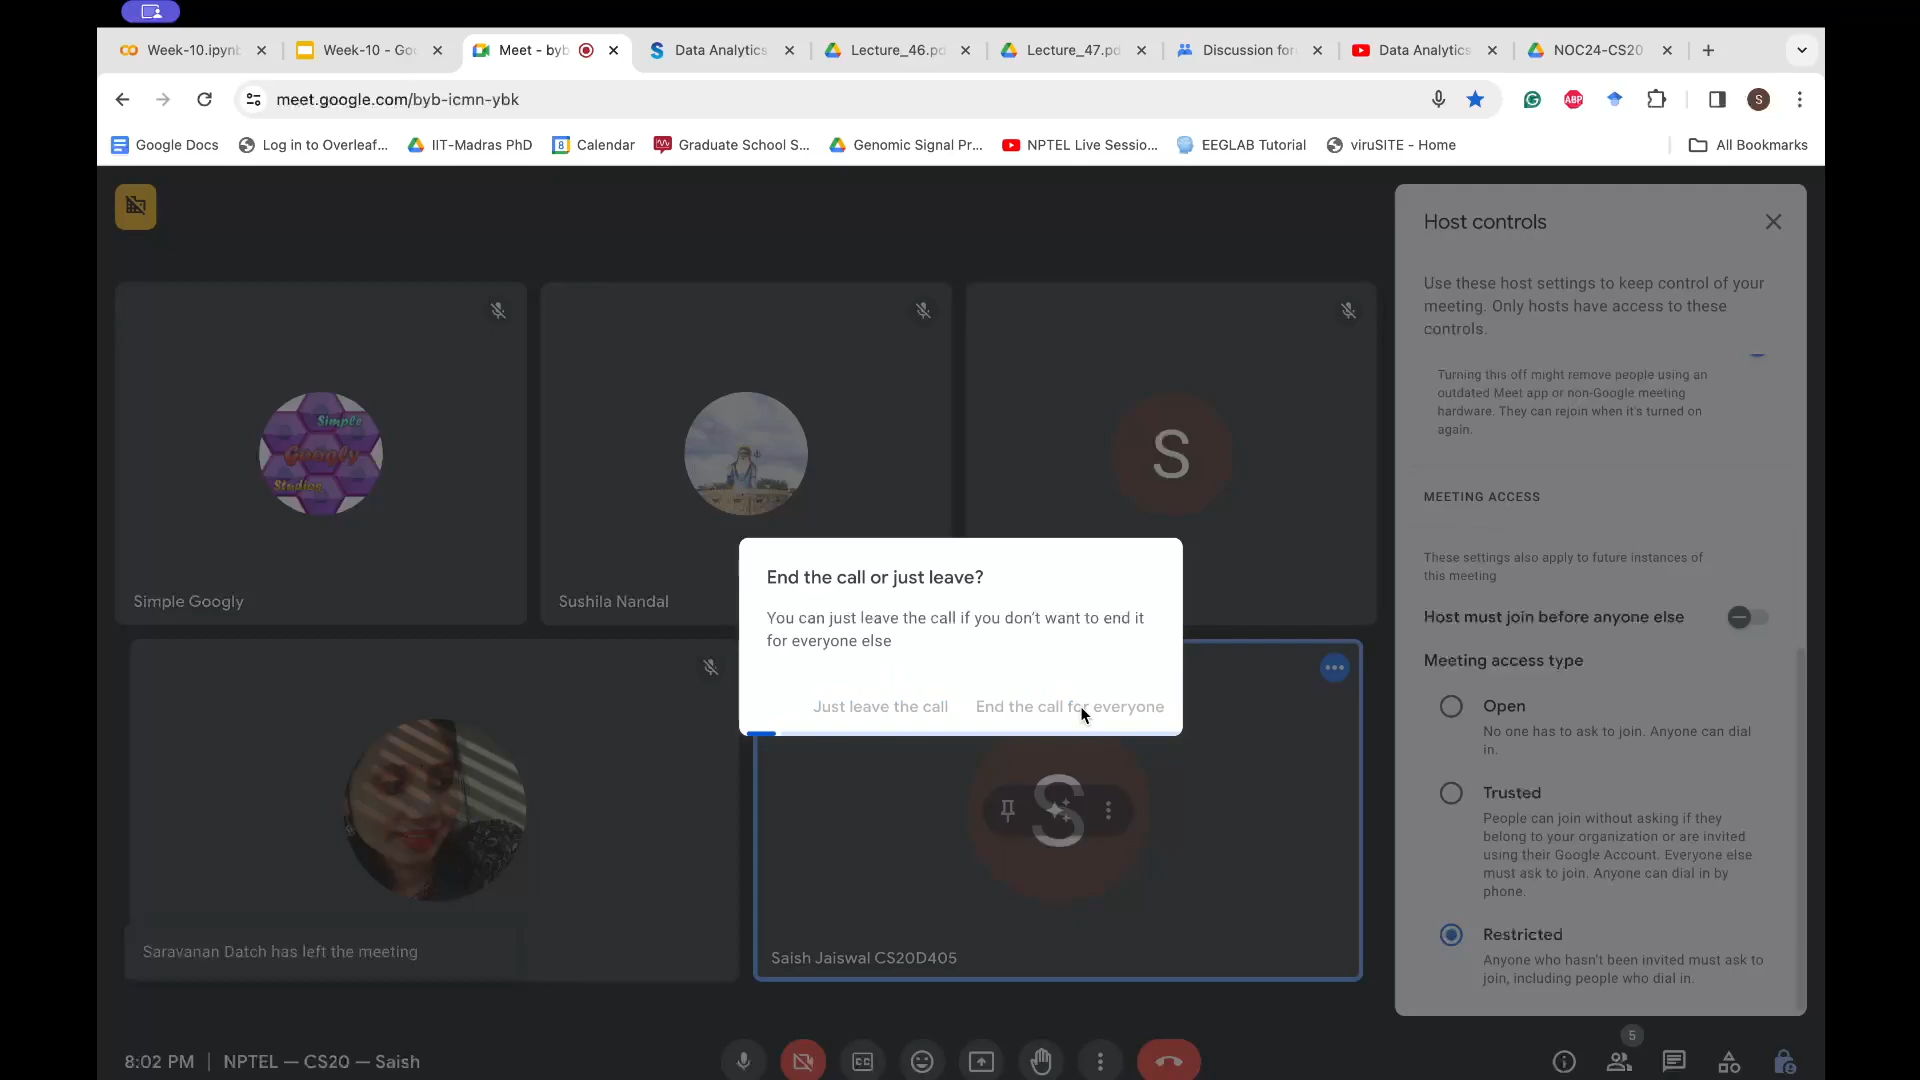 Week-10.ipynb
Week-10 - Goo
Meet - byb
Data Analytics
Lecture_46.pd
Lecture_47.pd
Discussion for
Data Analytics
NOC24-CS20
meet.google.com/byb-icmn-ybk
ABP
S
Google Docs
Log in to Overleaf...
IIT-Madras PhD
8
Calendar
Graduate School S...
Genomic Signal Pr...
NPTEL Live Sessio...
EEGLAB Tutorial
viruSITE - Home
All Bookmarks
Simple
Googly
Studios
Simple Googly
Sushila Nandal
S
End the call or just leave?
You can just leave the call if you don't want to end it
for everyone else
Just leave the call
End the call for everyone
Saravanan Datch has left the meeting
S
Saish Jaiswal CS20D405
Host controls
Use these host settings to keep control of your
meeting. Only hosts have access to these
controls.
Turning this off might remove people using an
outdated Meet app or non-Google meeting
hardware. They can rejoin when it's turned on
again.
MEETING ACCESS
These settings also apply to future instances of
this meeting
Host must join before anyone else
Meeting access type
Open
No one has to ask to join. Anyone can dial
in.
Trusted
People can join without asking if they
belong to your organization or are invited
using their Google Account. Everyone else
must ask to join. Anyone can dial in by
phone.
Restricted
Anyone who hasn't been invited must ask to
join, including people who dial in.
8:02 PM | NPTEL — CS20 — Saish
CC
5